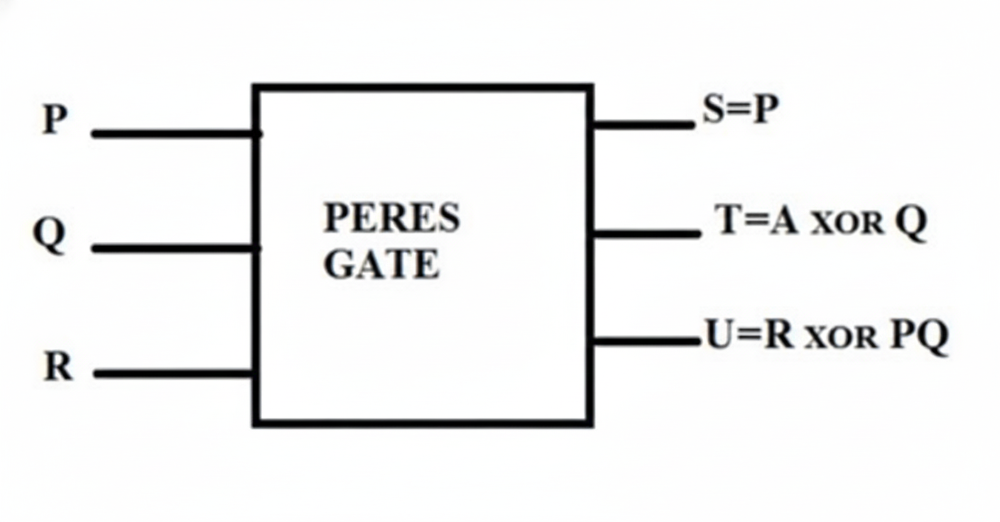 P
Q
R
PERES
GATE
S=P
T=A XOR Q
U=R XOR PQ